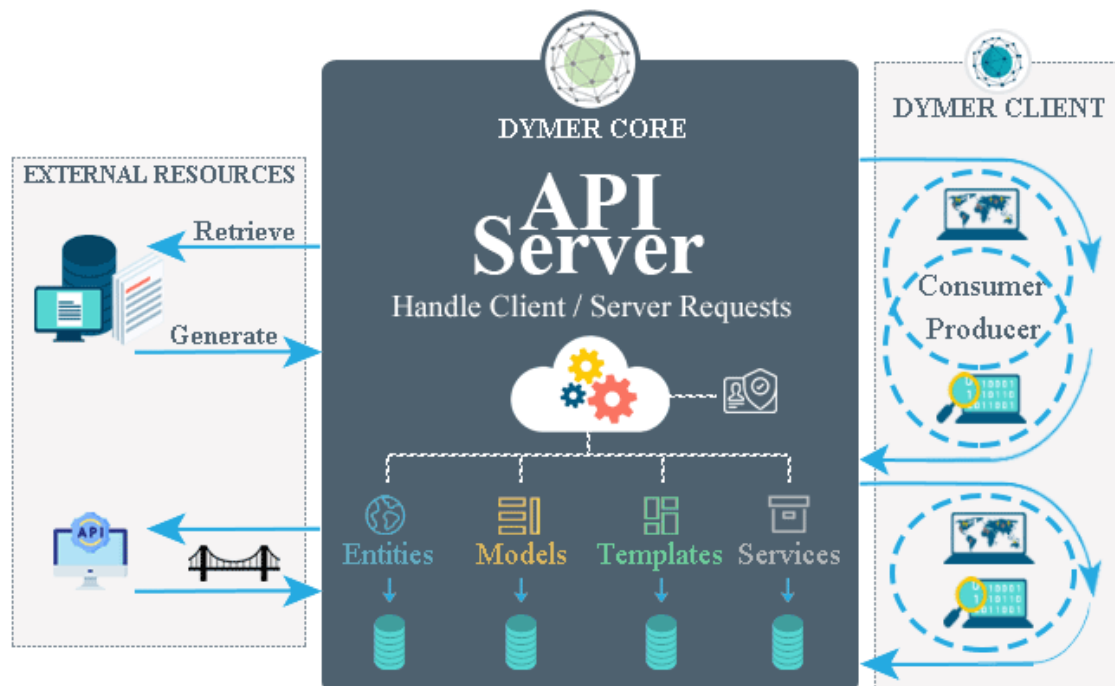 DYMER CORE
API
Server
Handle Client / Server Requests
Entities
Models
Templates
Services
EXTERNAL RESOURCES
Retrieve
Generate
API
DYMER CLIENT
Consumer
Producer